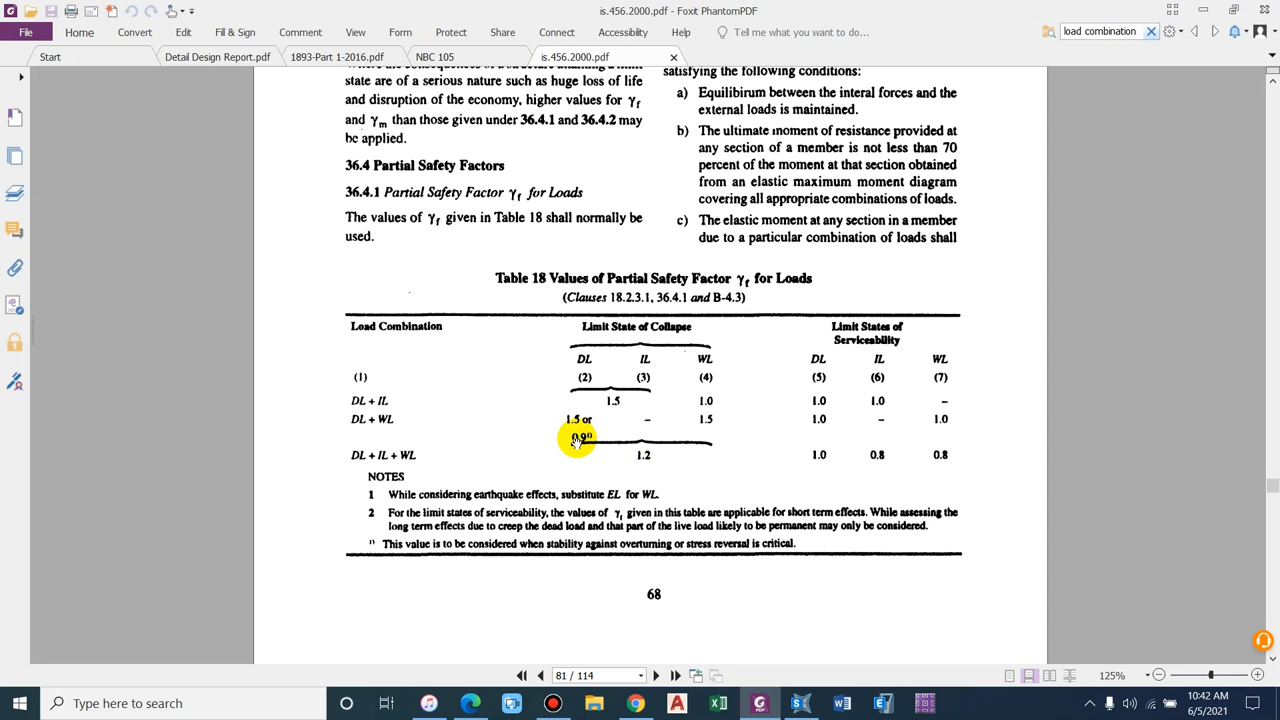 is.456.2000.pdf - Foxit PhantomPDF
File Home Convert Edit Fill & Sign Comment View Form Protect Share Connect Accessibility Help Tell me what you want to do... load combination
Start Detail Design Report.pdf 1893-Part 1-2016.pdf NBC 105 is.456.2000.pdf
state are of a serious nature such as huge loss of life
and disruption of the economy, higher values for γf
and γm than those given under 36.4.1 and 36.4.2 may
be applied.
36.4 Partial Safety Factors
36.4.1 Partial Safety Factor γf for Loads
The values of γf given in Table 18 shall normally be
used.
satisfying the following conditions:
a) Equilibirum between the interal forces and the
external loads is maintained.
b) The ultimate moment of resistance provided at
any section of a member is not less than 70
percent of the moment at that section obtained
from an elastic maximum moment diagram
covering all appropriate combinations of loads.
c) The elastic moment at any section in a member
due to a particular combination of loads shall
Table 18 Values of Partial Safety Factor γf for Loads
(Clauses 18.2.3.1, 36.4.1 and B-4.3)
Load Combination Limit State of Collapse Limit States of
Serviceability
DL IL WL DL IL WL
(1) (2) (3) (4) (5) (6) (7)
DL + IL 1.5 1.0 1.0 1.0 –
DL + WL 1.5 or – 1.5 1.0 – 1.0
0.9¹⁾
DL + IL + WL 1.2 1.0 0.8 0.8
NOTES
1 While considering earthquake effects, substitute EL for WL.
2 For the limit states of serviceability, the values of γf given in this table are applicable for short term effects. While assessing the
long term effects due to creep the dead load and that part of the live load likely to be permanent may only be considered.
¹⁾ This value is to be considered when stability against overturning or stress reversal is critical.
68
81 / 114 125%
Type here to search
10:42 AM
6/5/2021